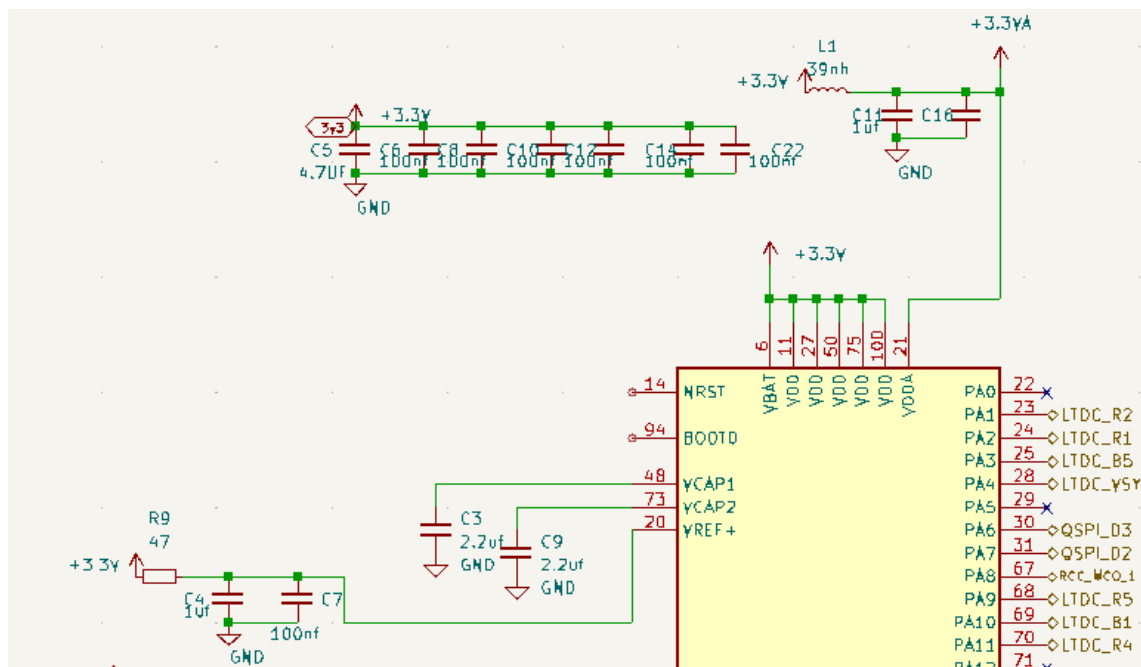 +3.3VA
L1
39nh
+3.3V
C11
1uf
C16
GND
3v3
+3.3V
C5
4.7UF
C6
100nf
C8
100nf
C10
100nf
C12
100nf
C14
100nf
C22
100nf
GND
+3.3V
6
11
27
50
75
100
21
VBAT
VDD
VDD
VDD
VDD
VDD
VDDA
14 NRST
94 BOOT0
48 VCAP1
73 VCAP2
20 VREF+
PA0 22
PA1 23 LTDC_R2
PA2 24 LTDC_R1
PA3 25 LTDC_B5
PA4 28 LTDC_VSY
PA5 29
PA6 30 QSPI_D3
PA7 31 QSPI_D2
PA8 67 RCC_MCO_1
PA9 68 LTDC_R5
PA10 69 LTDC_B1
PA11 70 LTDC_R4
71
C3
2.2uf
GND
C9
2.2uf
GND
R9
47
+3.3V
C4
1uf
C7
100nf
GND